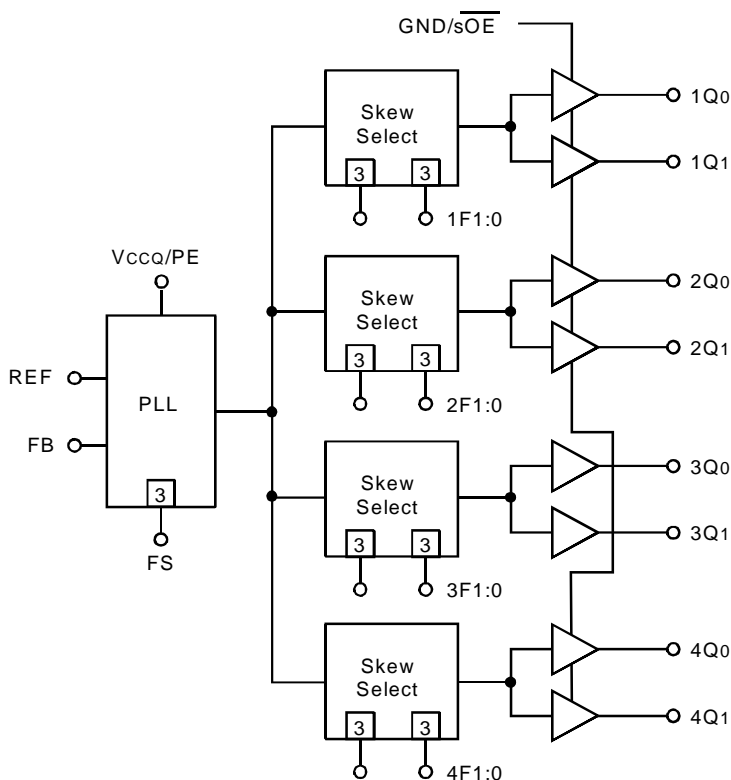 GND/sOE
Skew
Select
3 3
1F1:0
1Q0
1Q1
VCCQ/PE
REF
FB
PLL
3
FS
Skew
Select
3 3
2F1:0
2Q0
2Q1
Skew
Select
3 3
3F1:0
3Q0
3Q1
Skew
Select
3 3
4F1:0
4Q0
4Q1